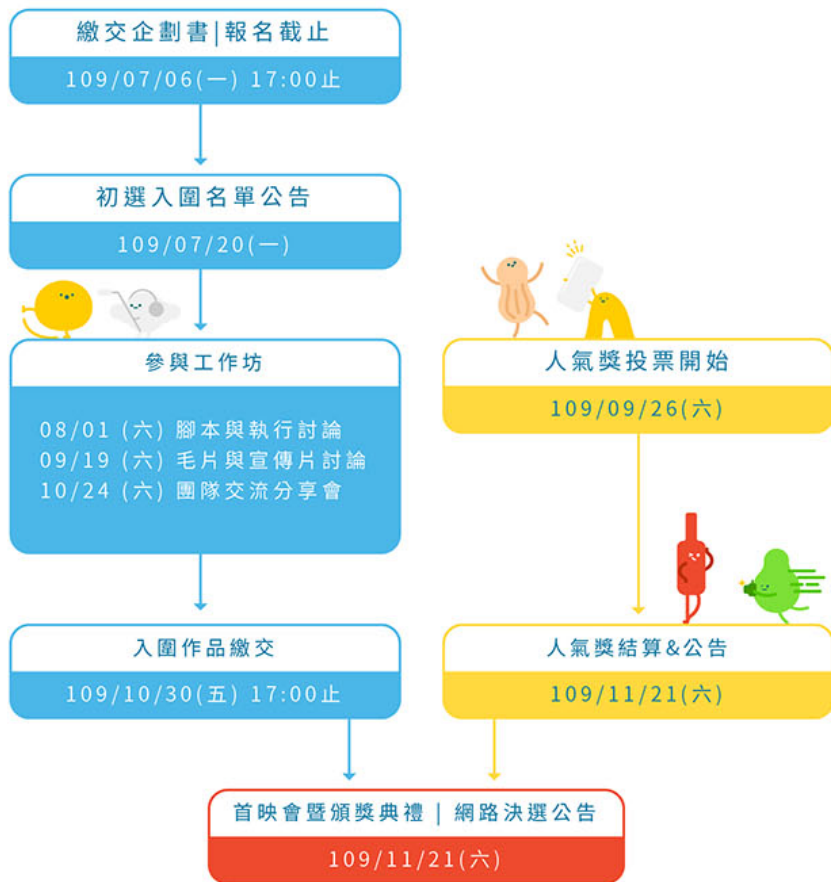 繳交企劃書|報名截止
109/07/06(一) 17:00止
初選入圍名單公告
109/07/20(一)
參與工作坊
08/01 (六) 腳本與執行討論
09/19 (六) 毛片與宣傳片討論
10/24 (六) 團隊交流分享會
入圍作品繳交
109/10/30(五) 17:00止
人氣獎投票開始
109/09/26(六)
人氣獎結算&公告
109/11/21(六)
首映會暨頒獎典禮 | 網路決選公告
109/11/21(六)